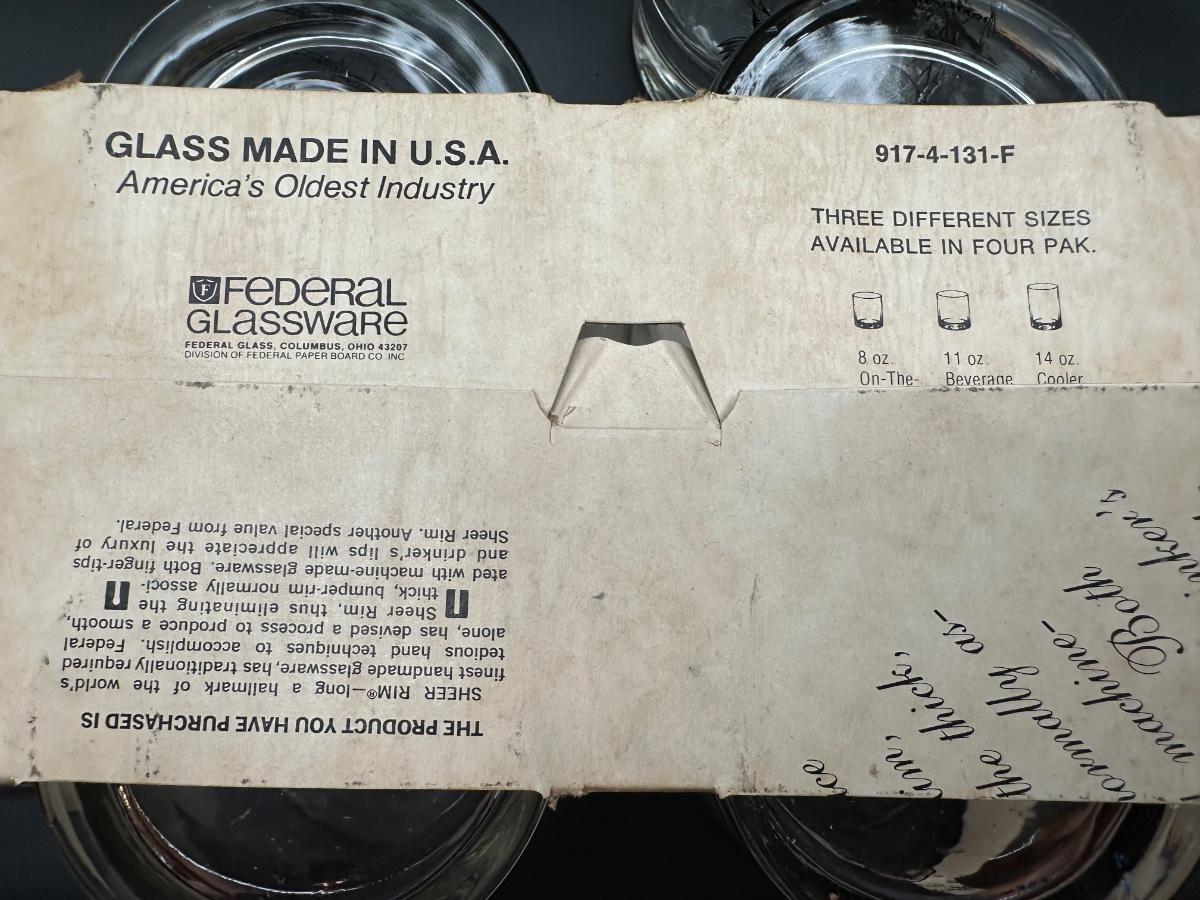 GLASS MADE IN U.S.A.
America's Oldest Industry
FEDERAL
GLASSWARE
FEDERAL GLASS, COLUMBUS, OHIO 43207
DIVISION OF FEDERAL PAPER BOARD CO. INC.
917-4-131-F
THREE DIFFERENT SIZES
AVAILABLE IN FOUR PAK.
8 oz. 11 oz. 14 oz.
On-The- Beverage Cooler
THE PRODUCT YOU HAVE PURCHASED IS
SHEER RIM®—long a hallmark of the world's
finest handmade glassware, has traditionally required
tedious hand techniques to accomplish. Federal
alone, has devised a process to produce a smooth,
Sheer Rim, thus eliminating the
thick, bumper-rim normally associ-
ated with machine-made glassware. Both finger-tips
and drinker's lips will appreciate the luxury of
Sheer Rim. Another special value from Federal.
the thick,
normally as-
machine-
Both